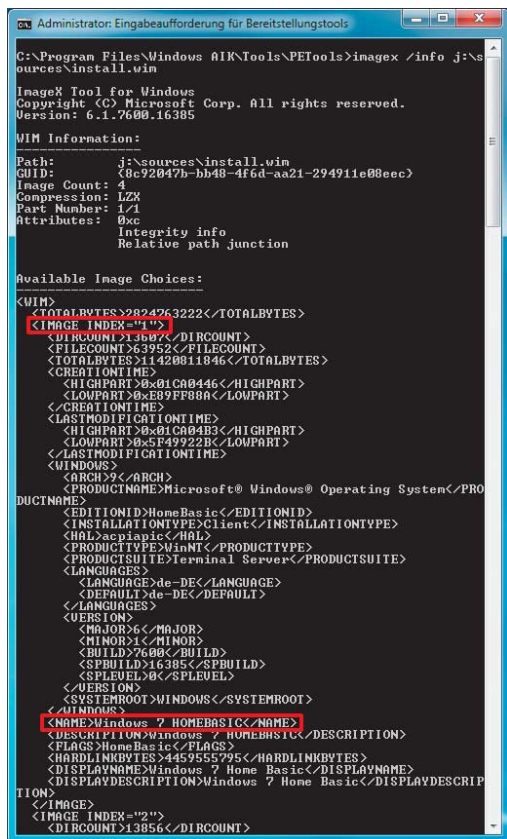 Administrator: Eingabeaufforderung für Bereitstellungstools
C:\Program Files\Windows AIK\Tools\PETools>imagex /info j:\s
ources\install.wim
ImageX Tool for Windows
Copyright (C) Microsoft Corp. All rights reserved.
Version: 6.1.7600.16385
WIM Information:
----------------
Path:        j:\sources\install.wim
GUID:        {8c92047b-bb48-4f6d-aa21-294911e08eec}
Image Count: 4
Compression: LZX
Part Number: 1/1
Attributes:  0xc
             Integrity info
             Relative path junction
Available Image Choices:
------------------------
<WIM>
  <TOTALBYTES>2824763222</TOTALBYTES>
  <IMAGE INDEX="1">
    <DIRCOUNT>13607</DIRCOUNT>
    <FILECOUNT>63952</FILECOUNT>
    <TOTALBYTES>11420811846</TOTALBYTES>
    <CREATIONTIME>
      <HIGHPART>0x01CA0446</HIGHPART>
      <LOWPART>0xE89FF88A</LOWPART>
    </CREATIONTIME>
    <LASTMODIFICATIONTIME>
      <HIGHPART>0x01CA04B3</HIGHPART>
      <LOWPART>0x5F49922B</LOWPART>
    </LASTMODIFICATIONTIME>
    <WINDOWS>
      <ARCH>9</ARCH>
      <PRODUCTNAME>Microsoft® Windows® Operating System</PRO
DUCTNAME>
      <EDITIONID>HomeBasic</EDITIONID>
      <INSTALLATIONTYPE>Client</INSTALLATIONTYPE>
      <HAL>acpiapic</HAL>
      <PRODUCTTYPE>WinNT</PRODUCTTYPE>
      <PRODUCTSUITE>Terminal Server</PRODUCTSUITE>
      <LANGUAGES>
        <LANGUAGE>de-DE</LANGUAGE>
        <DEFAULT>de-DE</DEFAULT>
      </LANGUAGES>
      <VERSION>
        <MAJOR>6</MAJOR>
        <MINOR>1</MINOR>
        <BUILD>7600</BUILD>
        <SPBUILD>16385</SPBUILD>
        <SPLEVEL>0</SPLEVEL>
      </VERSION>
      <SYSTEMROOT>WINDOWS</SYSTEMROOT>
    </WINDOWS>
    <NAME>Windows 7 HOMEBASIC</NAME>
    <DESCRIPTION>Windows 7 HOMEBASIC</DESCRIPTION>
    <FLAGS>HomeBasic</FLAGS>
    <HARDLINKBYTES>4459555795</HARDLINKBYTES>
    <DISPLAYNAME>Windows 7 Home Basic</DISPLAYNAME>
    <DISPLAYDESCRIPTION>Windows 7 Home Basic</DISPLAYDESCRIP
TION>
  </IMAGE>
  <IMAGE INDEX="2">
    <DIRCOUNT>13856</DIRCOUNT>